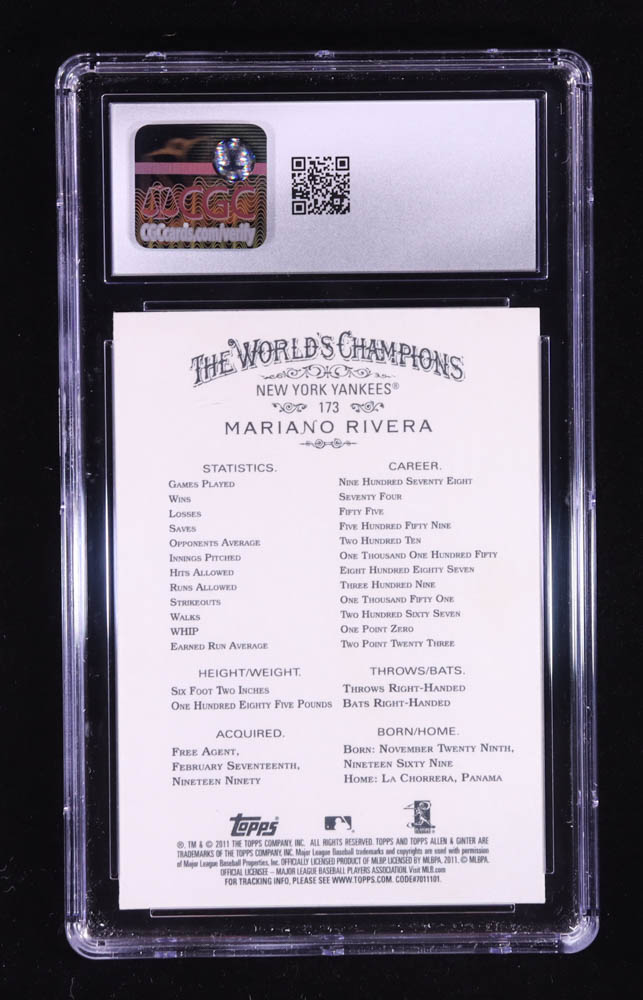 CGC
CGCcards.com/verify
THE WORLD'S CHAMPIONS
NEW YORK YANKEES®
173
MARIANO RIVERA
STATISTICS. CAREER.
GAMES PLAYED NINE HUNDRED SEVENTY EIGHT
WINS SEVENTY FOUR
LOSSES FIFTY FIVE
SAVES FIVE HUNDRED FIFTY NINE
OPPONENTS AVERAGE TWO HUNDRED TEN
INNINGS PITCHED ONE THOUSAND ONE HUNDRED FIFTY
HITS ALLOWED EIGHT HUNDRED EIGHTY SEVEN
RUNS ALLOWED THREE HUNDRED NINE
STRIKEOUTS ONE THOUSAND FIFTY ONE
WALKS TWO HUNDRED SIXTY SEVEN
WHIP ONE POINT ZERO
EARNED RUN AVERAGE TWO POINT TWENTY THREE
HEIGHT/WEIGHT. THROWS/BATS.
SIX FOOT TWO INCHES THROWS RIGHT-HANDED
ONE HUNDRED EIGHTY FIVE POUNDS BATS RIGHT-HANDED
ACQUIRED. BORN/HOME.
FREE AGENT, BORN: NOVEMBER TWENTY NINTH,
FEBRUARY SEVENTEENTH, NINETEEN SIXTY NINE
NINETEEN NINETY HOME: LA CHORRERA, PANAMA
Topps
®, TM & © 2011 THE TOPPS COMPANY, INC. ALL RIGHTS RESERVED. TOPPS AND TOPPS ALLEN & GINTER ARE
TRADEMARKS OF THE TOPPS COMPANY, INC. Major League Baseball trademarks and copyrights are used with permission
of Major League Baseball Properties, Inc. OFFICIALLY LICENSED PRODUCT OF MLBP. LICENSED BY MLBPA. 2011. © MLBPA.
OFFICIAL LICENSEE – MAJOR LEAGUE BASEBALL PLAYERS ASSOCIATION. Visit MLB.com
FOR TRACKING INFO, PLEASE SEE WWW.TOPPS.COM. CODE#7011101.